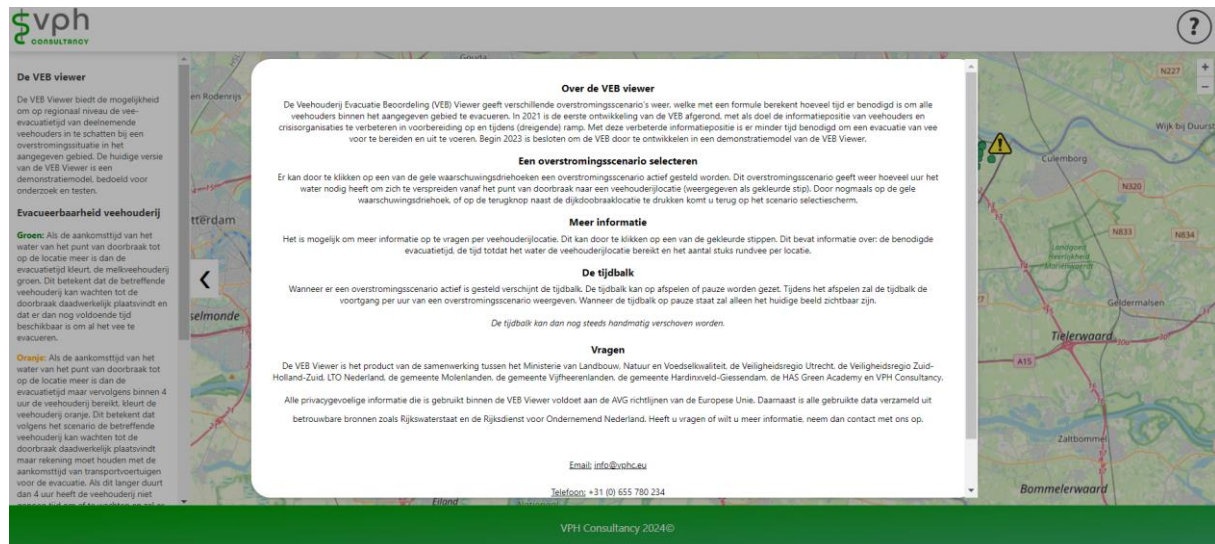 vph
CONSULTANCY
?
De VEB viewer
De VEB Viewer biedt de mogelijkheid
om op regionaal niveau de vee-
evacuatietijd van deelnemende
veehouders in te schatten bij een
overstromingssituatie in het
aangegeven gebied. De huidige versie
van de VEB Viewer is een
demonstratiemodel, bedoeld voor
onderzoek en testen.
Evacueerbaarheid veehouderij
Groen: Als de aankomsttijd van het
water van het punt van doorbraak tot
op de locatie meer is dan de
evacuatietijd kleurt, de melkveehouderij
groen. Dit betekent dat de betreffende
veehouderij kan wachten tot de
doorbraak daadwerkelijk plaatsvindt en
dat er dan nog voldoende tijd
beschikbaar is om al het vee te
evacueren.
Oranje: Als de aankomsttijd van het
water van het punt van doorbraak tot
op de locatie meer is dan de
evacuatietijd maar vervolgens binnen 4
uur de veehouderij bereikt, kleurt de
veehouderij oranje. Dit betekent dat
volgens het scenario de betreffende
veehouderij kan wachten tot de
doorbraak daadwerkelijk plaatsvindt
maar rekening moet houden met de
aankomsttijd van transportvoertuigen
voor de evacuatie. Als dit langer duurt
dan 4 uur heeft de veehouderij niet
Over de VEB viewer
De Veehouderij Evacuatie Beoordeling (VEB) Viewer geeft verschillende overstromingsscenario's weer, welke met een formule berekent hoeveel tijd er benodigd is om alle
veehouders binnen het aangegeven gebied te evacueren. In 2021 is de eerste ontwikkeling van de VEB afgerond, met als doel de informatiepositie van veehouders en
crisisorganisaties te verbeteren in voorbereiding op en tijdens (dreigende) ramp. Met deze verbeterde informatiepositie is er minder tijd benodigd om een evacuatie van vee
voor te bereiden en uit te voeren. Begin 2023 is besloten om de VEB door te ontwikkelen in een demonstratiemodel van de VEB Viewer.
Een overstromingsscenario selecteren
Er kan door te klikken op een van de gele waarschuwingsdriehoeken een overstromingsscenario actief gesteld worden. Dit overstromingsscenario geeft weer hoeveel uur het
water nodig heeft om zich te verspreiden vanaf het punt van doorbraak naar een veehouderijlocatie (weergegeven als gekleurde stip). Door nogmaals op de gele
waarschuwingsdriehoek, of op de terugknop naast de dijkdoobraaklocatie te drukken komt u terug op het scenario selectiescherm.
Meer informatie
Het is mogelijk om meer informatie op te vragen per veehouderijlocatie. Dit kan door te klikken op een van de gekleurde stippen. Dit bevat informatie over: de benodigde
evacuatietijd, de tijd totdat het water de veehouderijlocatie bereikt en het aantal stuks rundvee per locatie.
De tijdbalk
Wanneer er een overstromingsscenario actief is gesteld verschijnt de tijdbalk. De tijdbalk kan op afspelen of pauze worden gezet. Tijdens het afspelen zal de tijdbalk de
voortgang per uur van een overstromingsscenario weergeven. Wanneer de tijdbalk op pauze staat zal alleen het huidige beeld zichtbaar zijn.
De tijdbalk kan dan nog steeds handmatig verschoven worden.
Vragen
De VEB Viewer is het product van de samenwerking tussen het Ministerie van Landbouw, Natuur en Voedselkwaliteit, de Veiligheidsregio Utrecht, de Veiligheidsregio Zuid-
Holland-Zuid, LTO Nederland, de gemeente Molenlanden, de gemeente Vijfheerenlanden, de gemeente Hardinxveld-Giessendam, de HAS Green Academy en VPH Consultancy.
Alle privacygevoelige informatie die is gebruikt binnen de VEB Viewer voldoet aan de AVG richtlijnen van de Europese Unie. Daarnaast is alle gebruikte data verzameld uit
betrouwbare bronnen zoals Rijkswaterstaat en de Rijksdienst voor Ondernemend Nederland. Heeft u vragen of wilt u meer informatie, neem dan contact met ons op.
Email: info@vphc.eu
Telefoon: +31 (0) 655 780 234
Gouda
en Rodenrijs
tterdam
selmonde
Eiland
N227
+
-
Wijk bij Duurst
Culemborg
N320
N833
N834
Landgoed
Heerlijkheid
Mariënwaerdt
Geldermalsen
Tielerwaard
A15
Zaltbommel
Bommelerwaard
VPH Consultancy 2024©